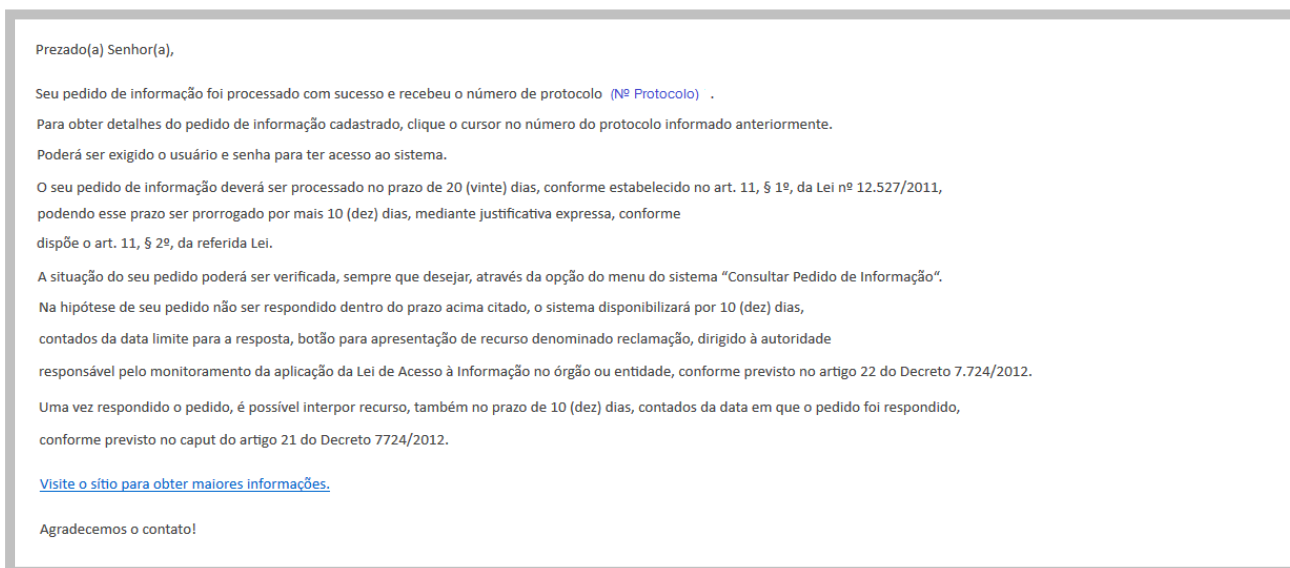 Prezado(a) Senhor(a),
Seu pedido de informação foi processado com sucesso e recebeu o número de protocolo (Nº Protocolo) .
Para obter detalhes do pedido de informação cadastrado, clique o cursor no número do protocolo informado anteriormente.
Poderá ser exigido o usuário e senha para ter acesso ao sistema.
O seu pedido de informação deverá ser processado no prazo de 20 (vinte) dias, conforme estabelecido no art. 11, § 1º, da Lei nº 12.527/2011,
podendo esse prazo ser prorrogado por mais 10 (dez) dias, mediante justificativa expressa, conforme
dispõe o art. 11, § 2º, da referida Lei.
A situação do seu pedido poderá ser verificada, sempre que desejar, através da opção do menu do sistema “Consultar Pedido de Informação“.
Na hipótese de seu pedido não ser respondido dentro do prazo acima citado, o sistema disponibilizará por 10 (dez) dias,
contados da data limite para a resposta, botão para apresentação de recurso denominado reclamação, dirigido à autoridade
responsável pelo monitoramento da aplicação da Lei de Acesso à Informação no órgão ou entidade, conforme previsto no artigo 22 do Decreto 7.724/2012.
Uma vez respondido o pedido, é possível interpor recurso, também no prazo de 10 (dez) dias, contados da data em que o pedido foi respondido,
conforme previsto no caput do artigo 21 do Decreto 7724/2012.
Visite o sítio para obter maiores informações.
Agradecemos o contato!